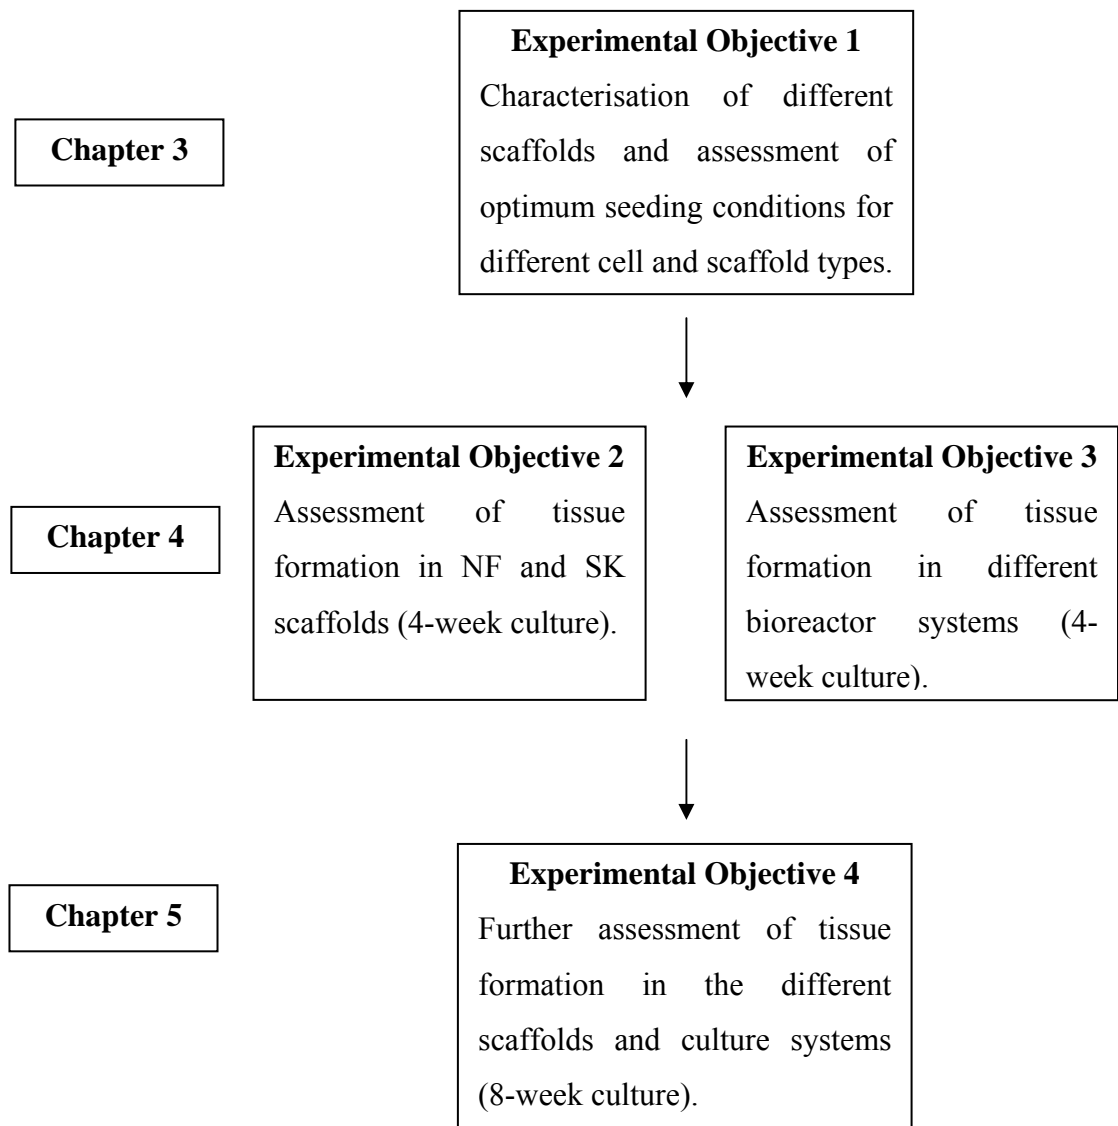 Experimental Objective 1
Characterisation of different
scaffolds and assessment of
optimum seeding conditions for
different cell and scaffold types.
Chapter 3
Experimental Objective 2
Assessment of tissue
formation in NF and SK
scaffolds (4-week culture).
Experimental Objective 3
Assessment of tissue
formation in different
bioreactor systems (4-
week culture).
Chapter 4
Experimental Objective 4
Further assessment of tissue
formation in the different
scaffolds and culture systems
(8-week culture).
Chapter 5